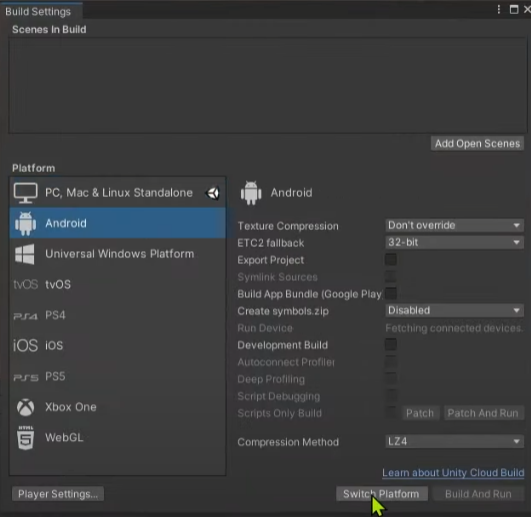 Build Settings
Scenes In Build
Add Open Scenes
Platform
PC, Mac & Linux Standalone
Android
Universal Windows Platform
tvOS tvOS
PS4 PS4
iOS iOS
PS5 PS5
Xbox One
HTML 5 WebGL
Android
Texture Compression Don't override
ETC2 fallback 32-bit
Export Project
Symlink Sources
Build App Bundle (Google Play
Create symbols.zip Disabled
Run Device Fetching connected devices.
Development Build
Autoconnect Profiler
Deep Profiling
Script Debugging
Scripts Only Build Patch Patch And Run
Compression Method LZ4
Learn about Unity Cloud Build
Player Settings... Switch Platform Build And Run